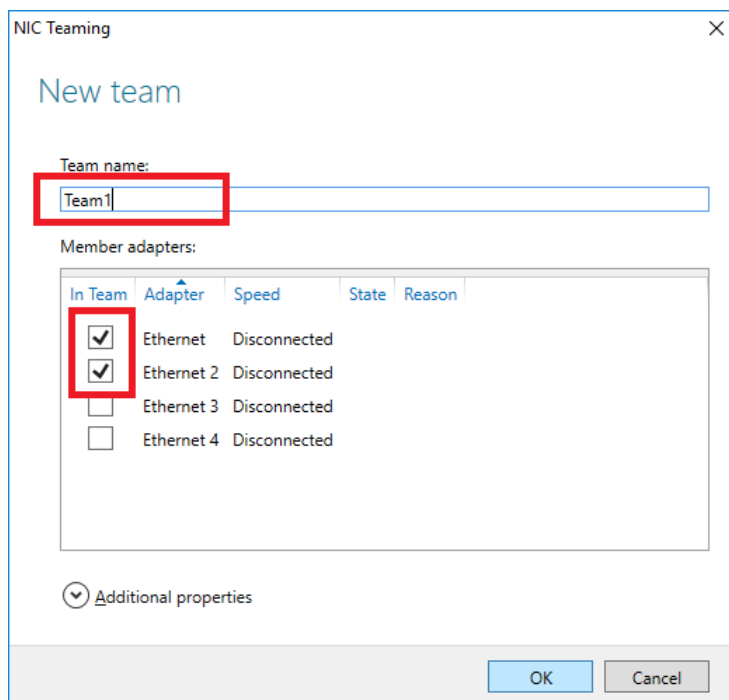 NIC Teaming
New team
Team name:
Team1
Member adapters:
In Team Adapter Speed State Reason
Ethernet Disconnected
Ethernet 2 Disconnected
Ethernet 3 Disconnected
Ethernet 4 Disconnected
Additional properties
OK Cancel